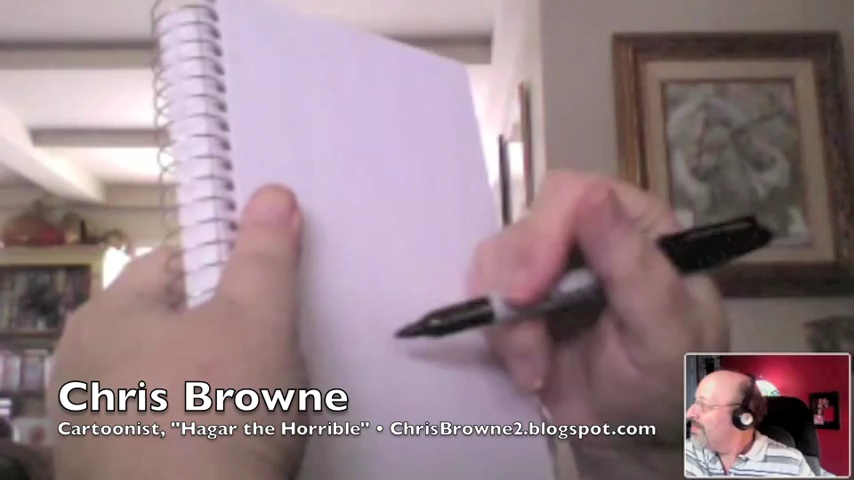 Chris Browne
Cartoonist, "Hagar the Horrible" • ChrisBrowne2.blogspot.com